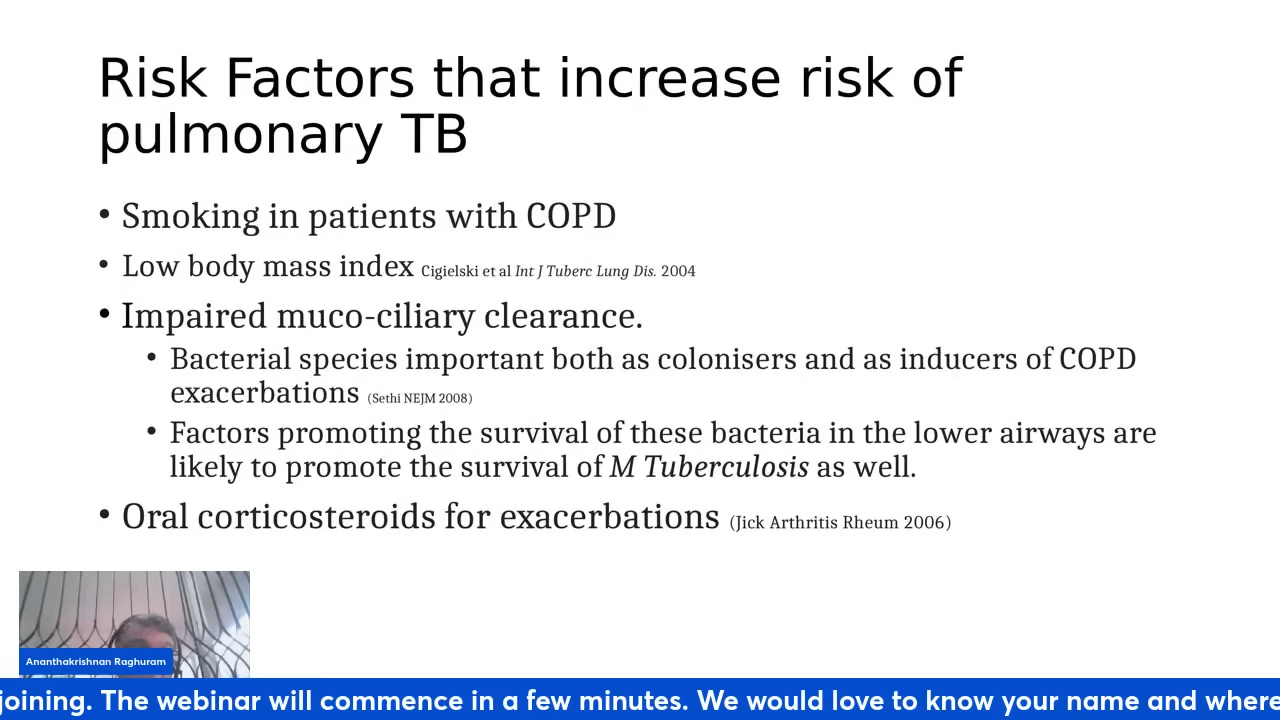 Risk Factors that increase risk of
pulmonary TB
• Smoking in patients with COPD
• Low body mass index Cigielski et al Int J Tuberc Lung Dis. 2004
• Impaired muco-ciliary clearance.
• Bacterial species important both as colonisers and as inducers of COPD
exacerbations (Sethi NEJM 2008)
• Factors promoting the survival of these bacteria in the lower airways are
likely to promote the survival of M Tuberculosis as well.
• Oral corticosteroids for exacerbations (Jick Arthritis Rheum 2006)
Ananthakrishnan Raghuram
joining. The webinar will commence in a few minutes. We would love to know your name and where